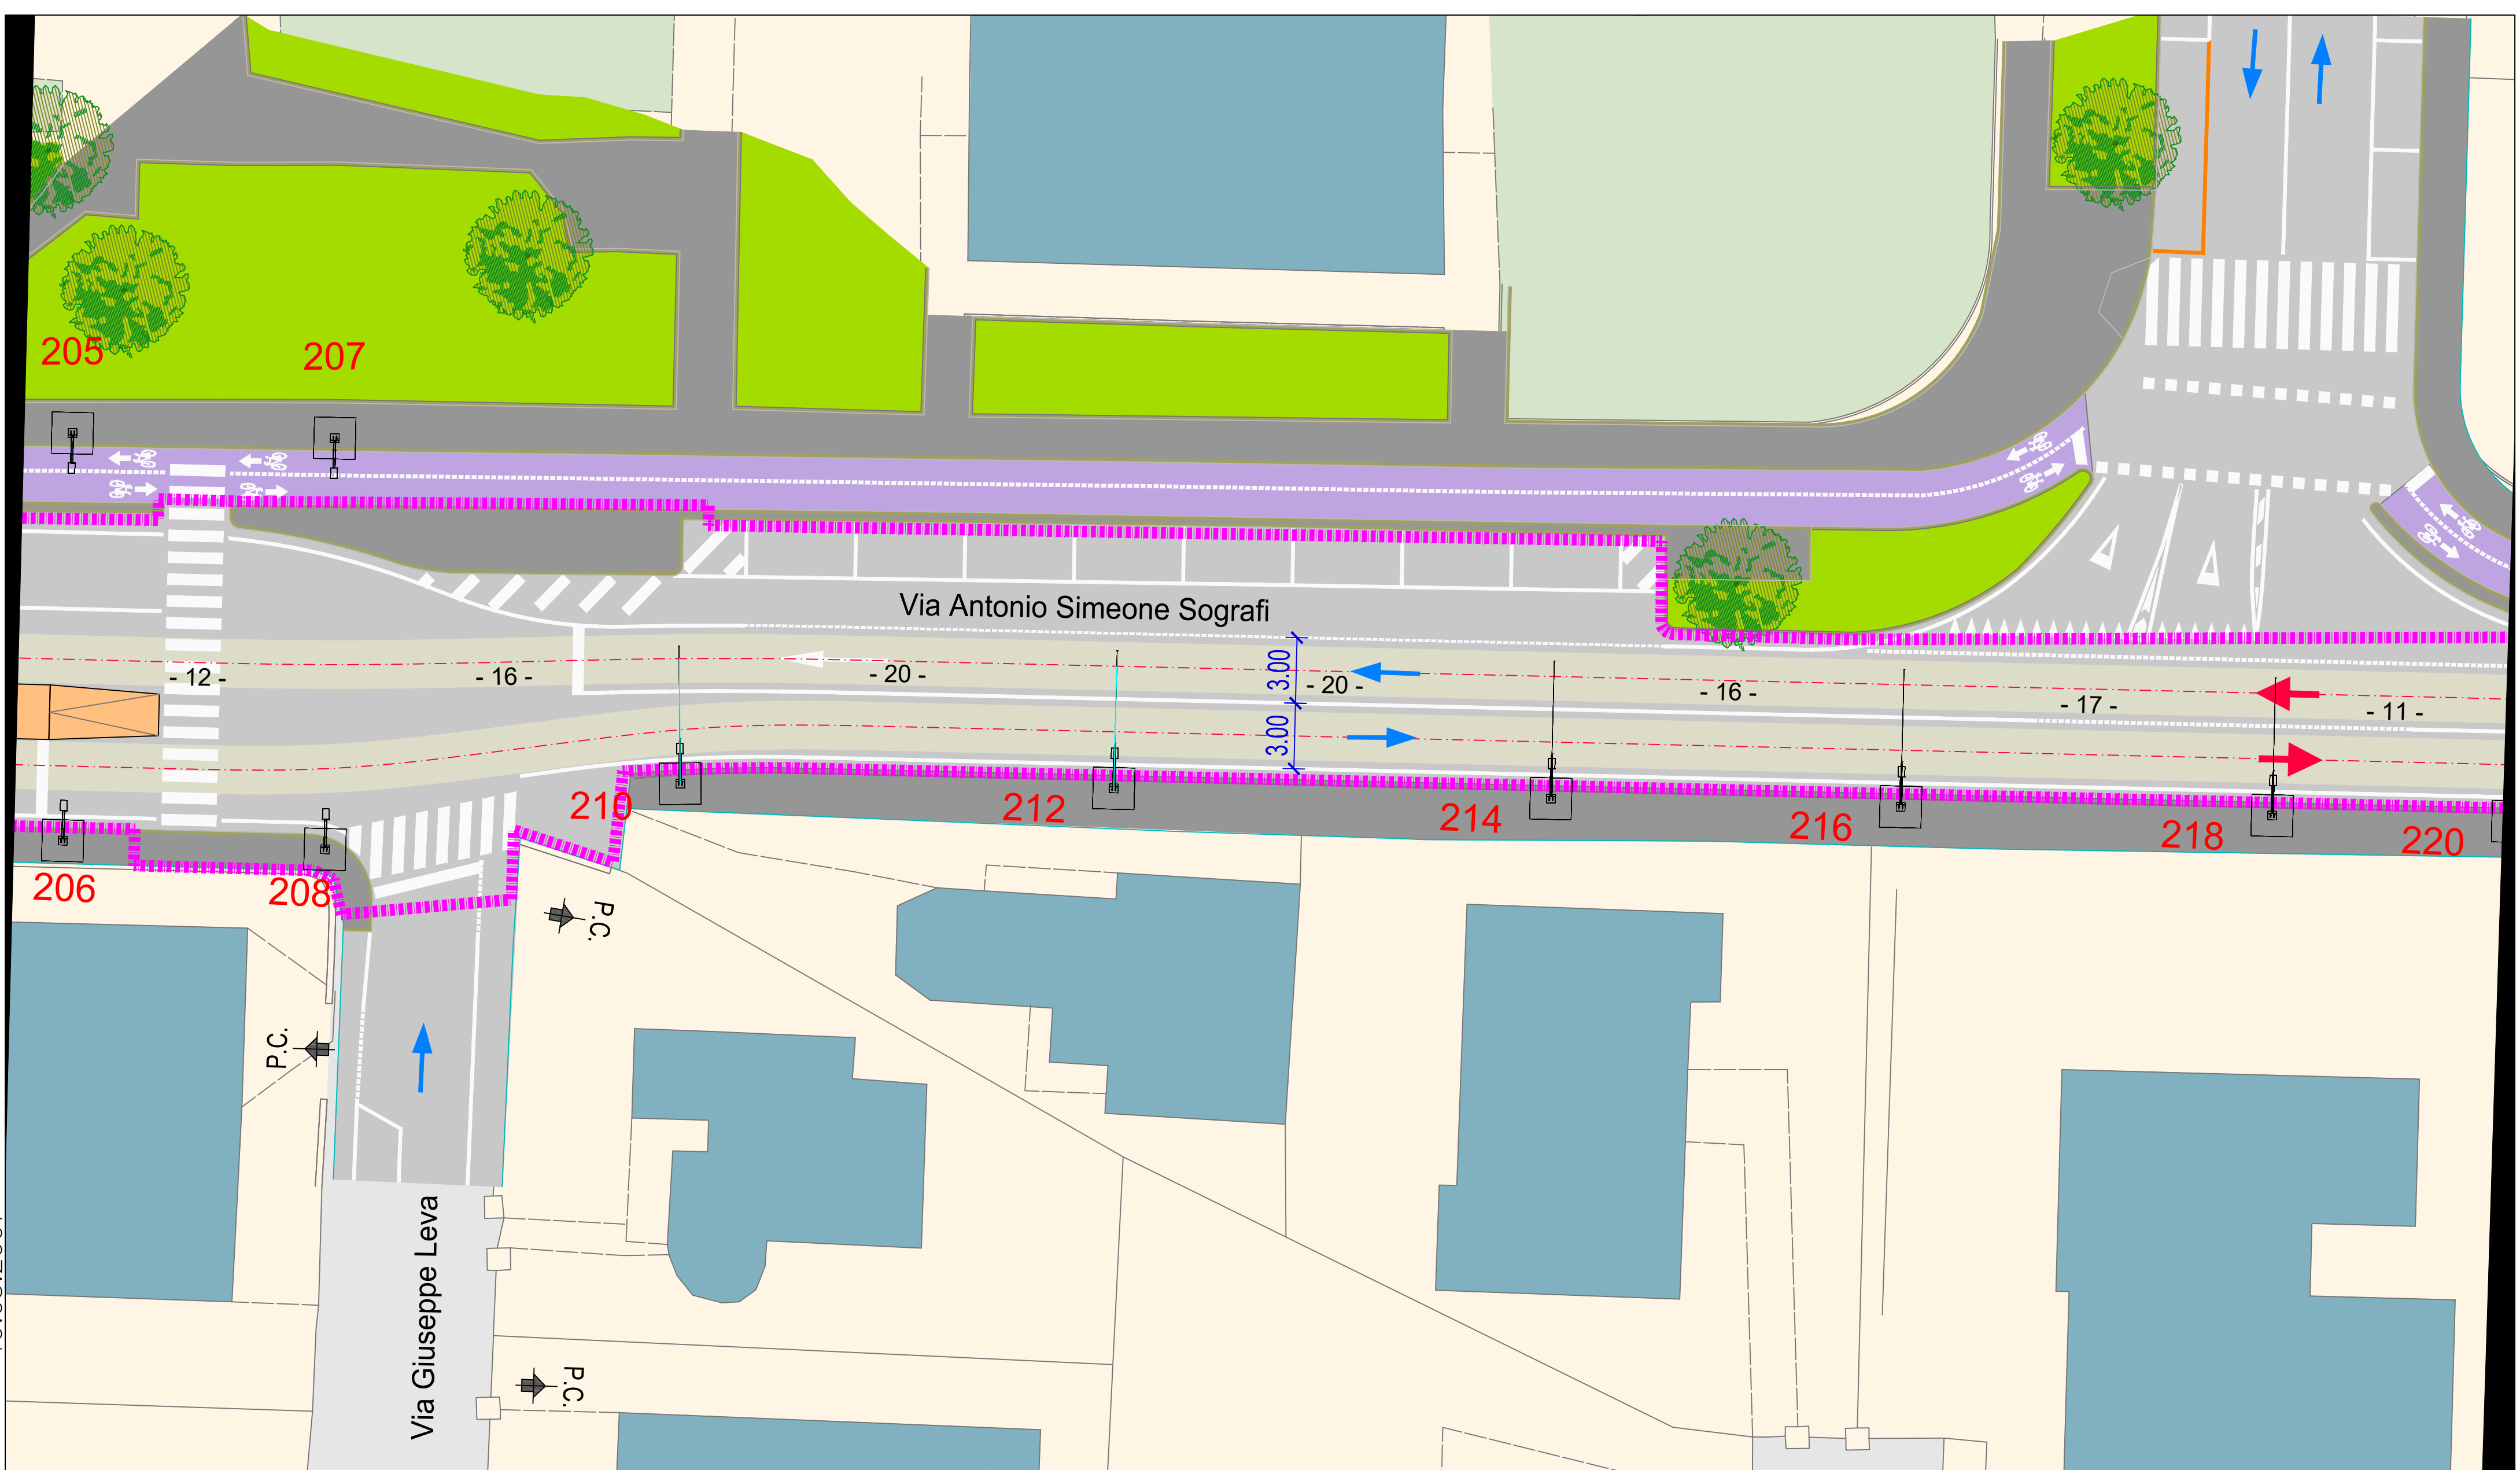 205
207
Via Antonio Simeone Sografi
3.00
3.00
- 12 -
- 16 -
- 20 -
- 20 -
- 16 -
- 17 -
- 11 -
210
212
214
216
218
220
206
208
P.C.
P.C.
P.C.
Via Giuseppe Leva